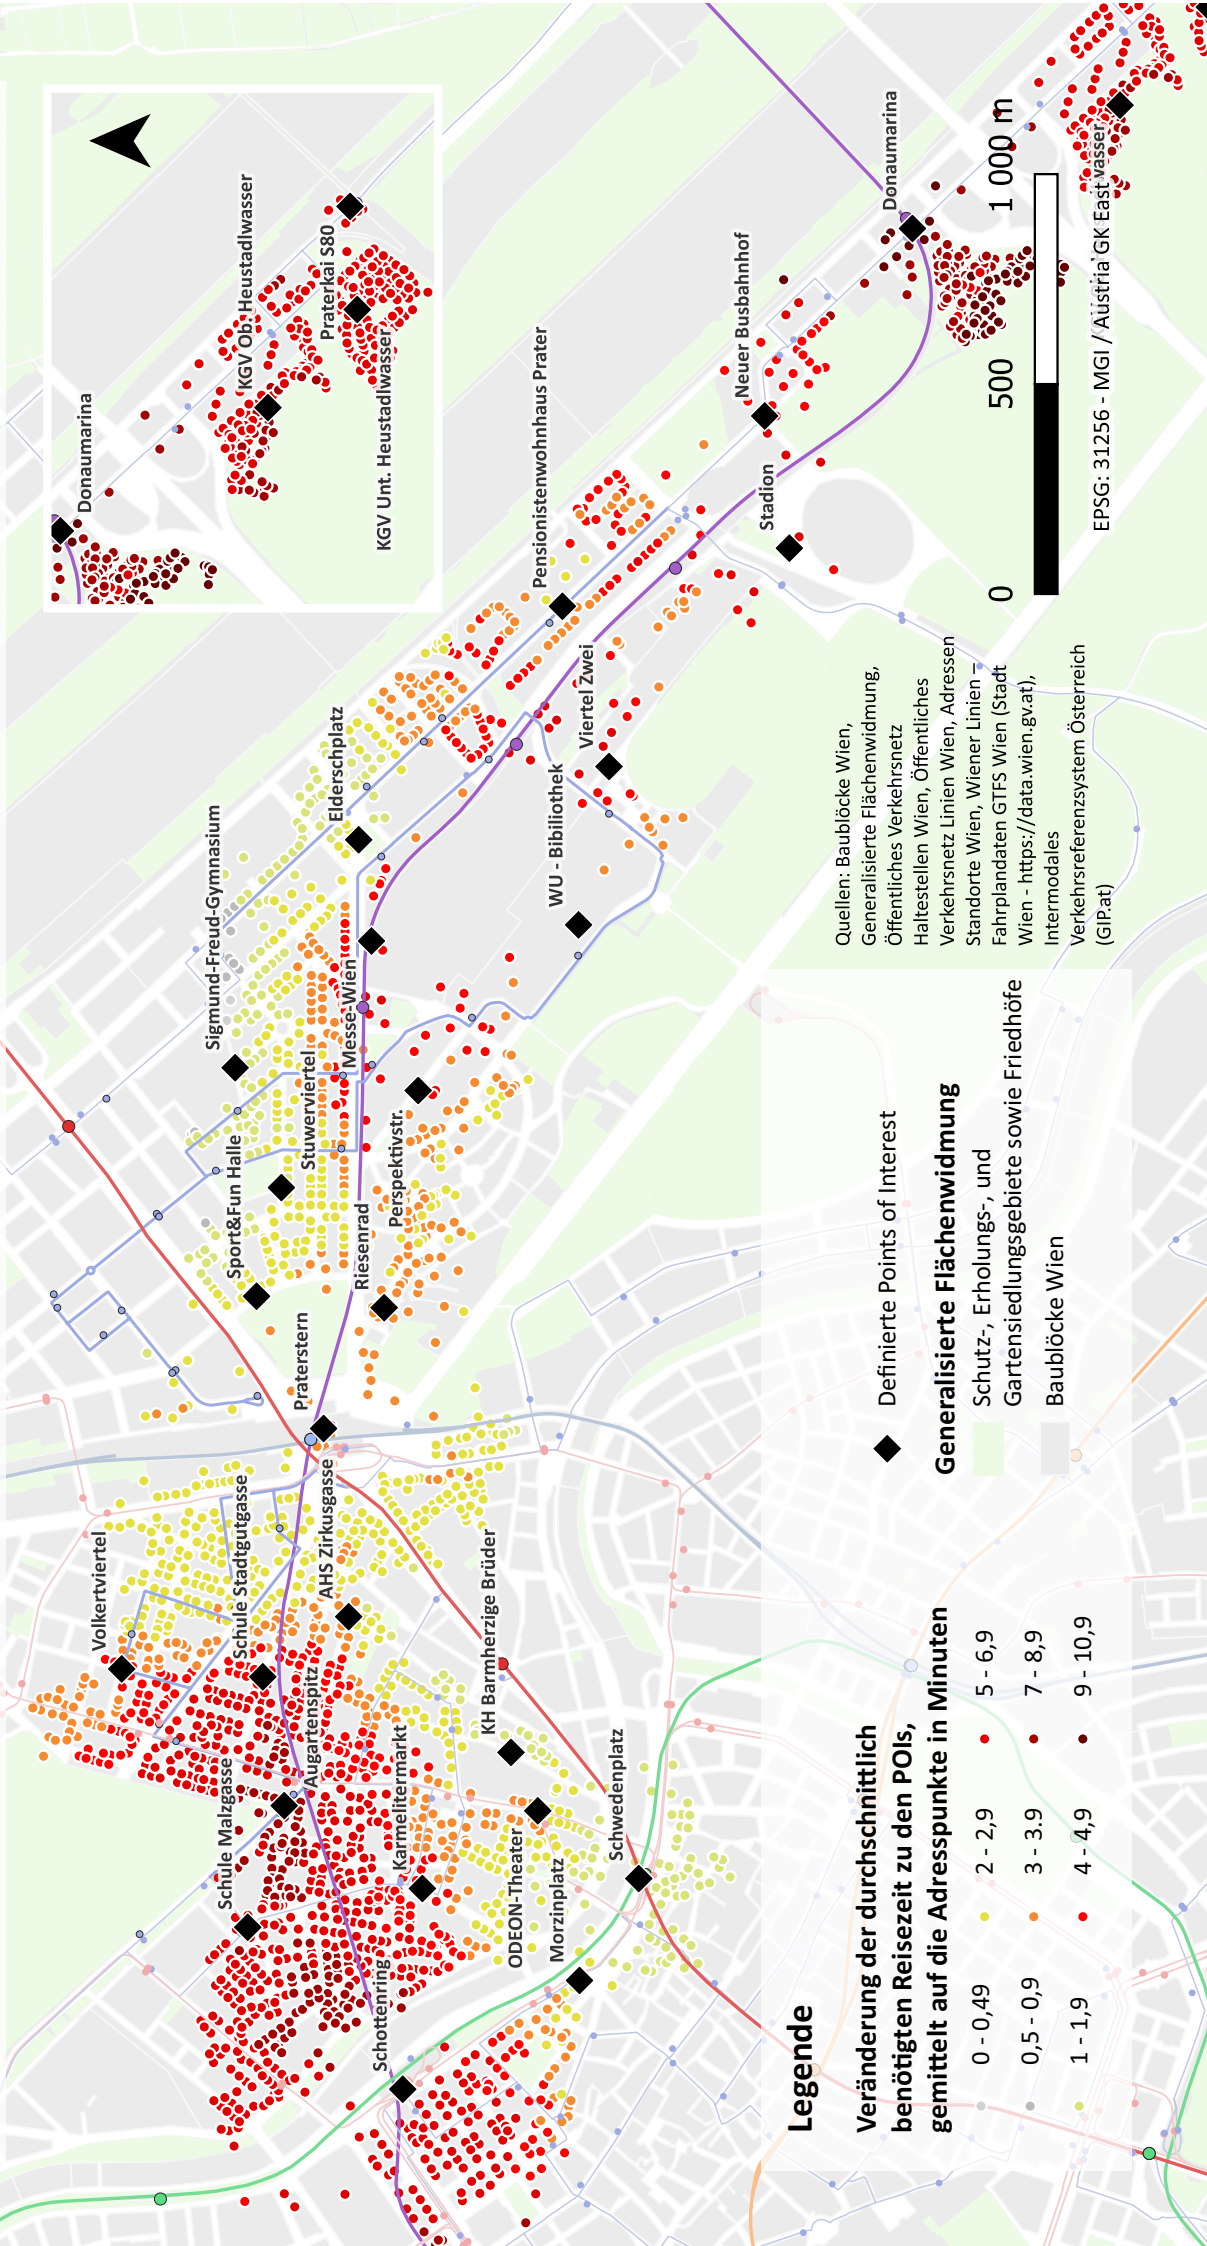 Volkertviertel
Schule Stadtgutgasse
AHS Zirkusgasse
Praterstern
Augartenspitz
Schule Malzgasse
Karmelitermarkt
KH Barmherzige Brüder
ODEON-Theater
Morzinplatz
Schwedenplatz
Schottenring
Sport&Fun Halle
Sigmund-Freud-Gymnasium
Stuwerviertel
Messe-Wien
Riesenrad
Perspektivstr.
Elderschplatz
WU - Bibiliothek
Viertel Zwei
Pensionistenwohnhaus Prater
Stadion
Neuer Busbahnhof
Donaumarina
Donaumarina
KGV Ob. Heustadlwasser
Praterkai S80
KGV Unt. Heustadlwasser
Legende
Veränderung der durchschnittlich
benötigten Reisezeit zu den POIs,
gemittelt auf die Adresspunkte in Minuten
0 - 0,49
0,5 - 0,9
1 - 1,9
2 - 2,9
3 - 3.9
4 - 4,9
5 - 6,9
7 - 8,9
9 - 10,9
Definierte Points of Interest
Generalisierte Flächenwidmung
Schutz-, Erholungs-, und
Gartensiedlungsgebiete sowie Friedhöfe
Baublöcke Wien
Quellen: Baublöcke Wien,
Generalisierte Flächenwidmung,
Öffentliches Verkehrsnetz
Haltestellen Wien, Öffentliches
Verkehrsnetz Linien Wien, Adressen
Standorte Wien, Wiener Linien –
Fahrplandaten GTFS Wien (Stadt
Wien - https://data.wien.gv.at),
Intermodales
Verkehrsreferenzsystem Österreich
(GIP.at)
0 500 1 000 m
EPSG: 31256 - MGI / Austria GK East
wasser